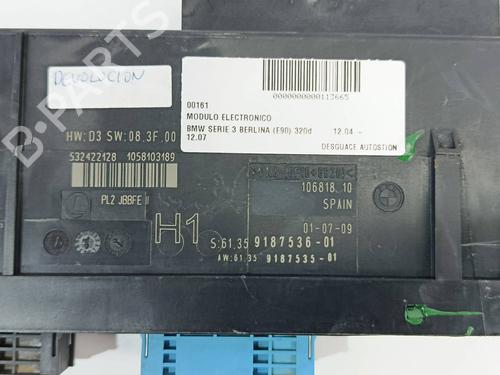 DEVOLUCION
0000000000113665
00161
MODULO ELECTRONICO
BMW SERIE 3 BERLINA (E90) 320d 12.04 -
12.07
DESGUACE AUTOSTION
HW: D3 SW: 08.3F.00
532422128 1058103189
PL2 JBBFE II
106818 10
SPAIN
01-07-09
H1
S:61.35 9187536-01
AW:61.35 9187535-01